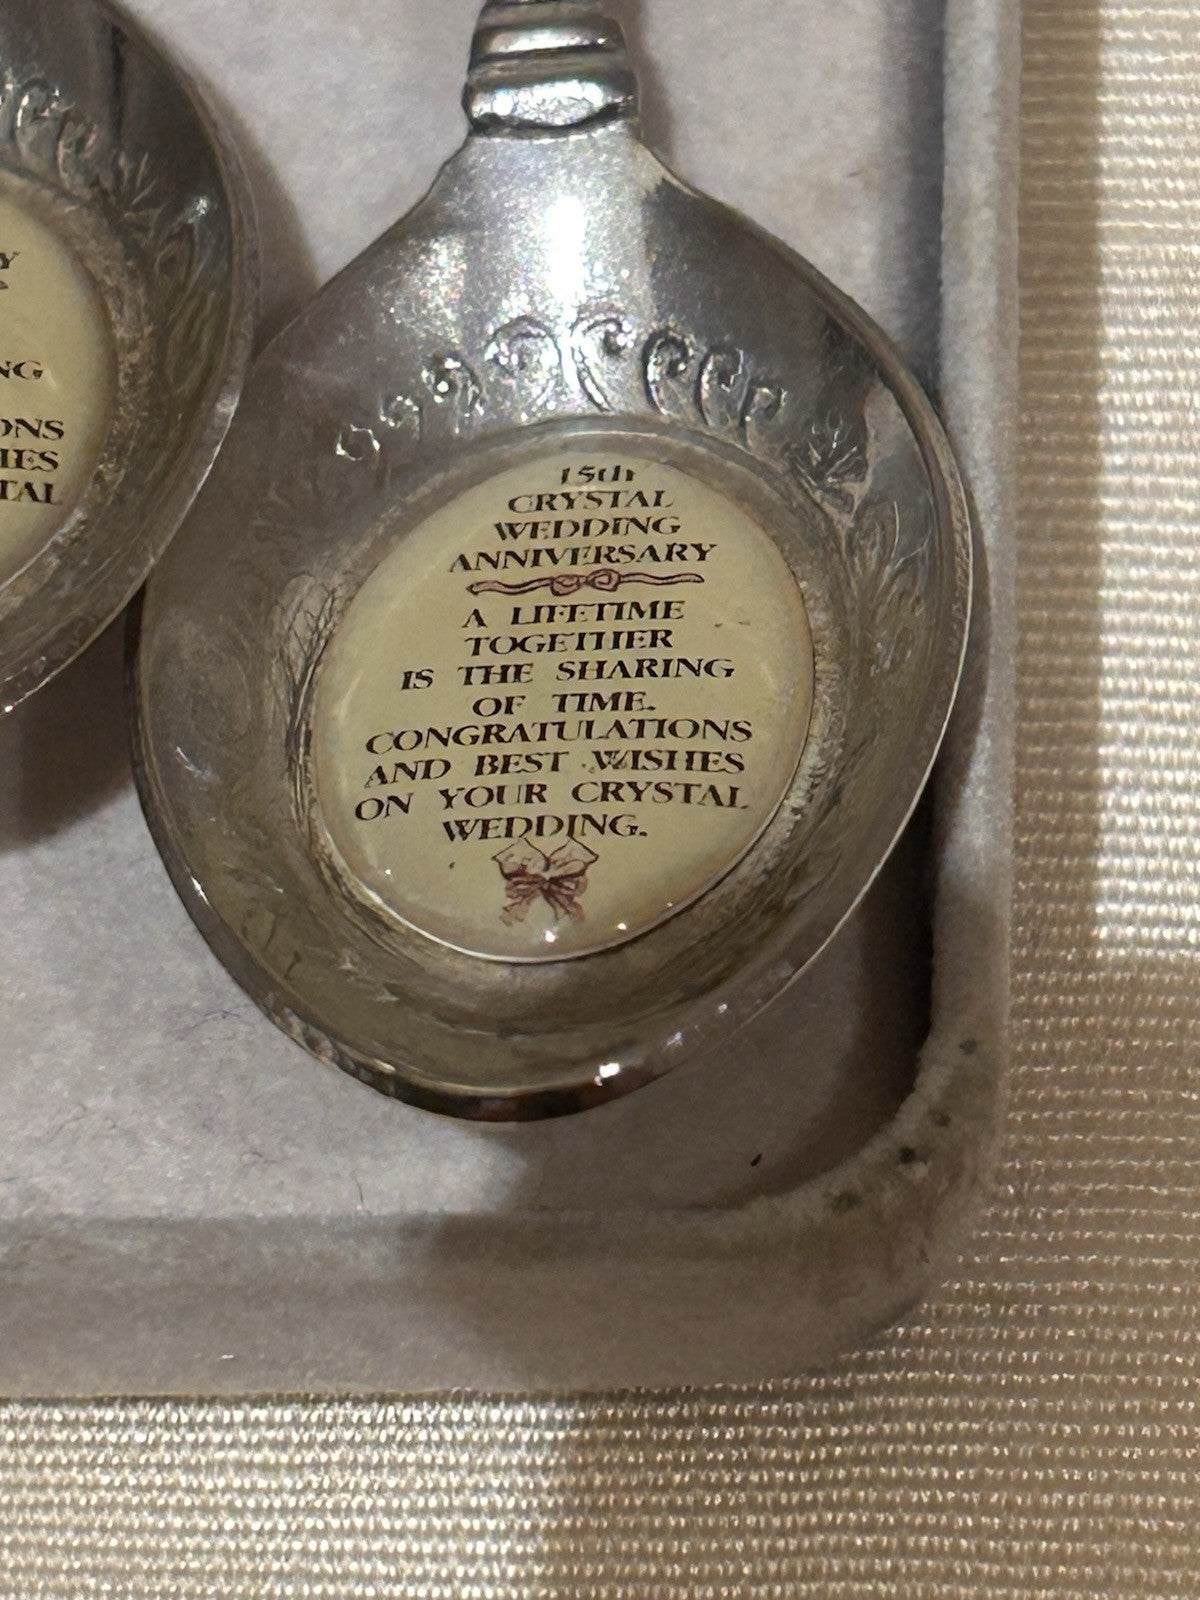 15th
CRYSTAL
WEDDING
ANNIVERSARY
A LIFETIME
TOGETHER
IS THE SHARING
OF TIME.
CONGRATULATIONS
AND BEST WISHES
ON YOUR CRYSTAL
WEDDING.